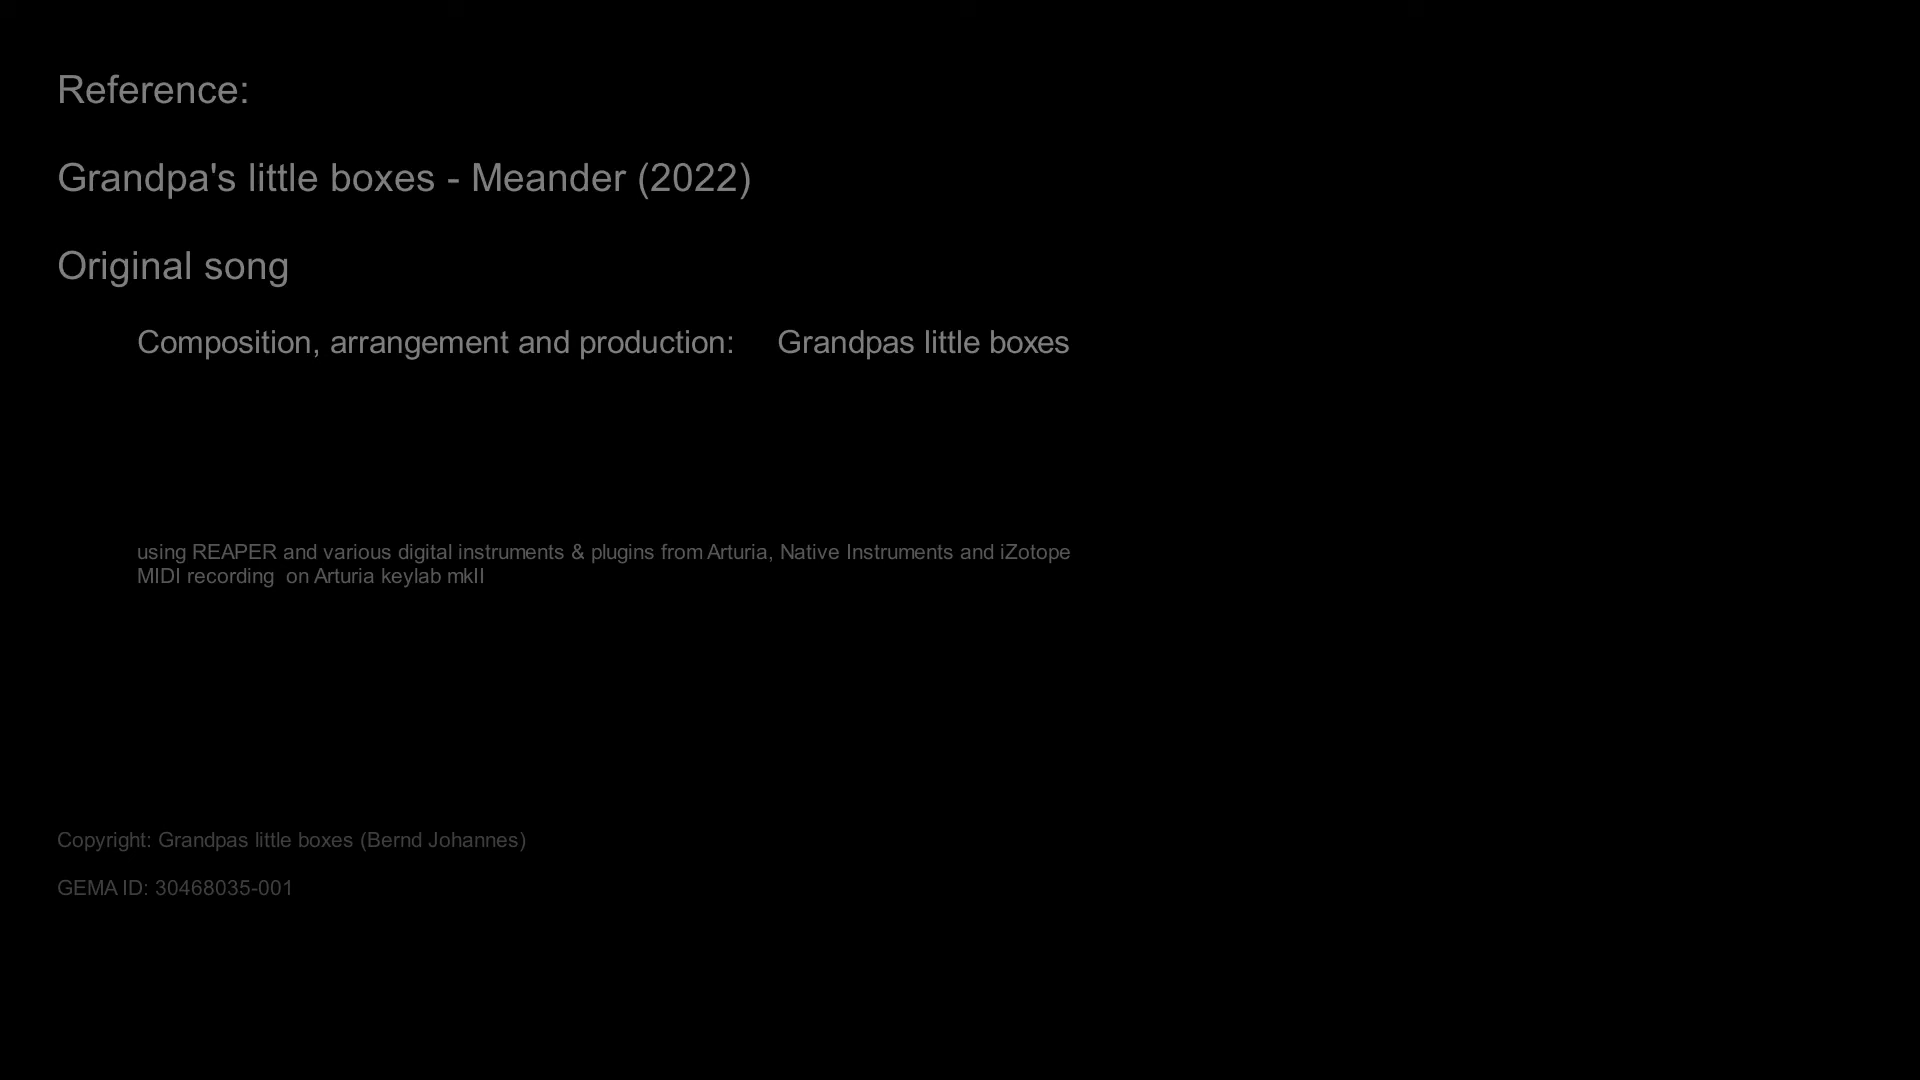 Reference:
Grandpa's little boxes - Meander (2022)
Original song
Composition, arrangement and production: Grandpas little boxes
using REAPER and various digital instruments & plugins from Arturia, Native Instruments and iZotope
MIDI recording on Arturia keylab mkII
Copyright: Grandpas little boxes (Bernd Johannes)
GEMA ID: 30468035-001